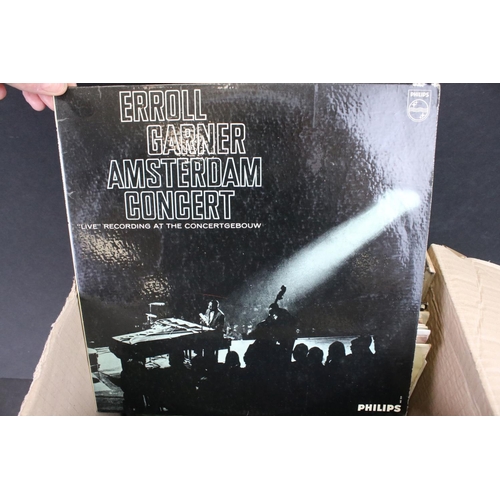 ERROLL
GARNER
AMSTERDAM
CONCERT
"LIVE" RECORDING AT THE CONCERTGEBOUW
PHILIPS
PHILIPS